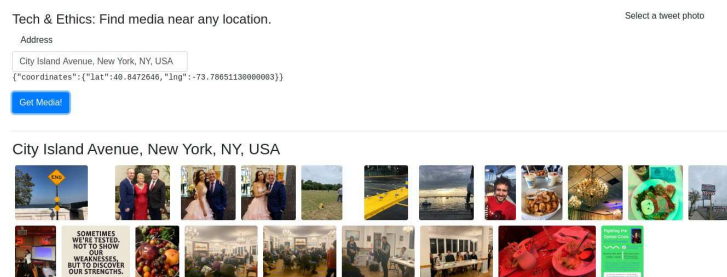 Tech & Ethics: Find media near any location.
Select a tweet photo
Address
City Island Avenue, New York, NY, USA
{"coordinates":{"lat":40.8472646,"lng":-73.78651130000003}}
Get Media!
City Island Avenue, New York, NY, USA
END
SOMETIMES
WE'RE TESTED.
NOT TO SHOW
OUR
WEAKNESSES,
BUT TO DISCOVER
OUR STRENGTHS.